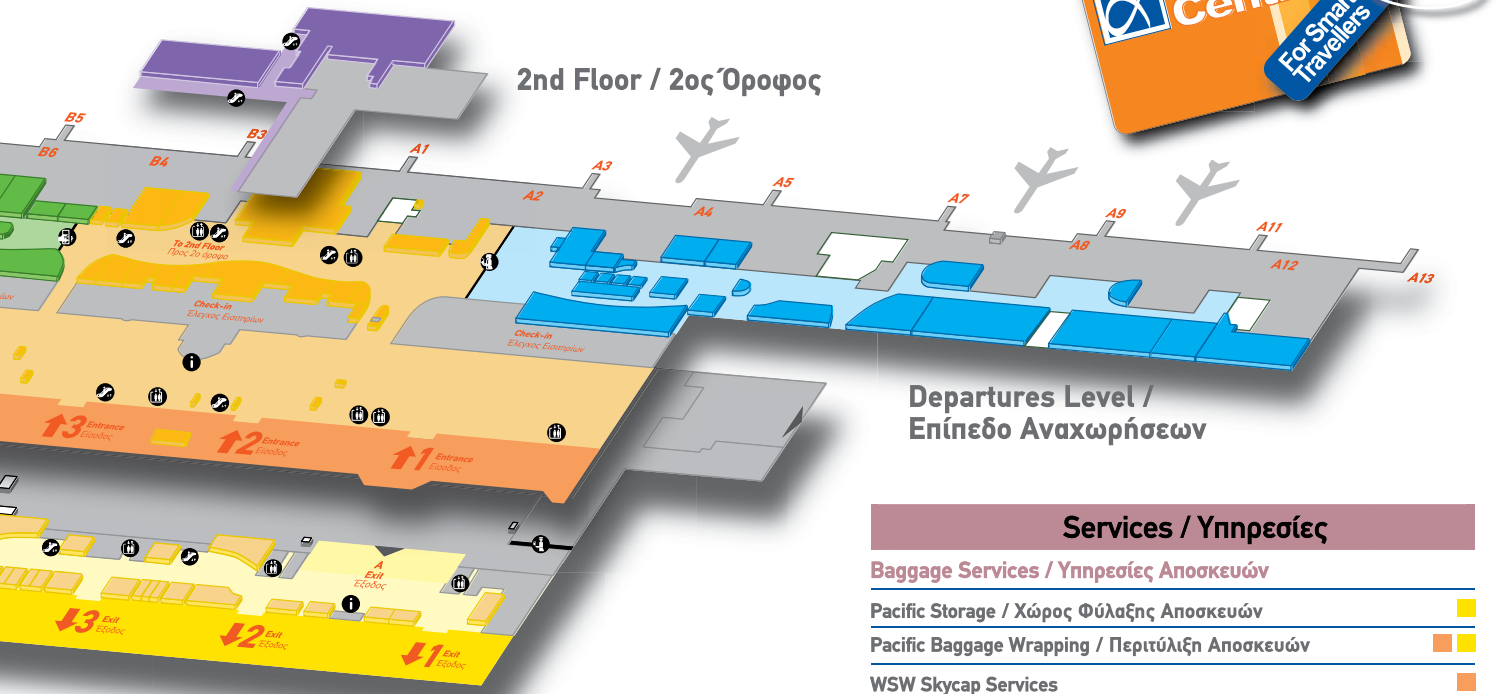 For Smart
Travellers
2nd Floor / 2ος Όροφος
B5
B6
B4
B3
A1
A2
A3
A4
A5
A7
A8
A9
A11
A12
A13
To 2nd Floor
Προς 2ο όροφο
Check-in
Έλεγχος Εισιτηρίων
Check-in
Έλεγχος Εισιτηρίων
i
3 Entrance
Είσοδος
2 Entrance
Είσοδος
1 Entrance
Είσοδος
Departures Level /
Επίπεδο Αναχωρήσεων
A
Exit
Έξοδος
i
3 Exit
Έξοδος
2 Exit
Έξοδος
1 Exit
Έξοδος
Services / Υπηρεσίες
Baggage Services / Υπηρεσίες Αποσκευών
Pacific Storage / Χώρος Φύλαξης Αποσκευών
Pacific Baggage Wrapping / Περιτύλιξη Αποσκευών
WSW Skycap Services